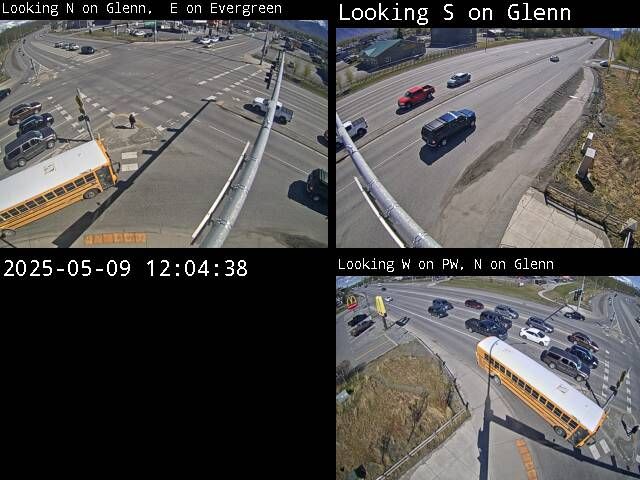 Looking N on Glenn, E on Evergreen
Looking S on Glenn
2025-05-09 12:04:38
Looking W on PW, N on Glenn